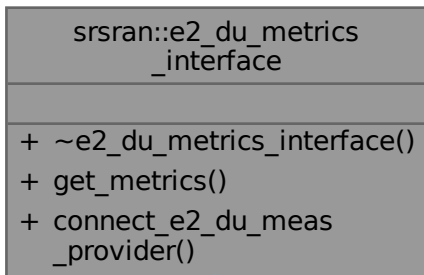 srsran::e2_du_metrics
_interface
+ ~e2_du_metrics_interface()
+ get_metrics()
+ connect_e2_du_meas
_provider()